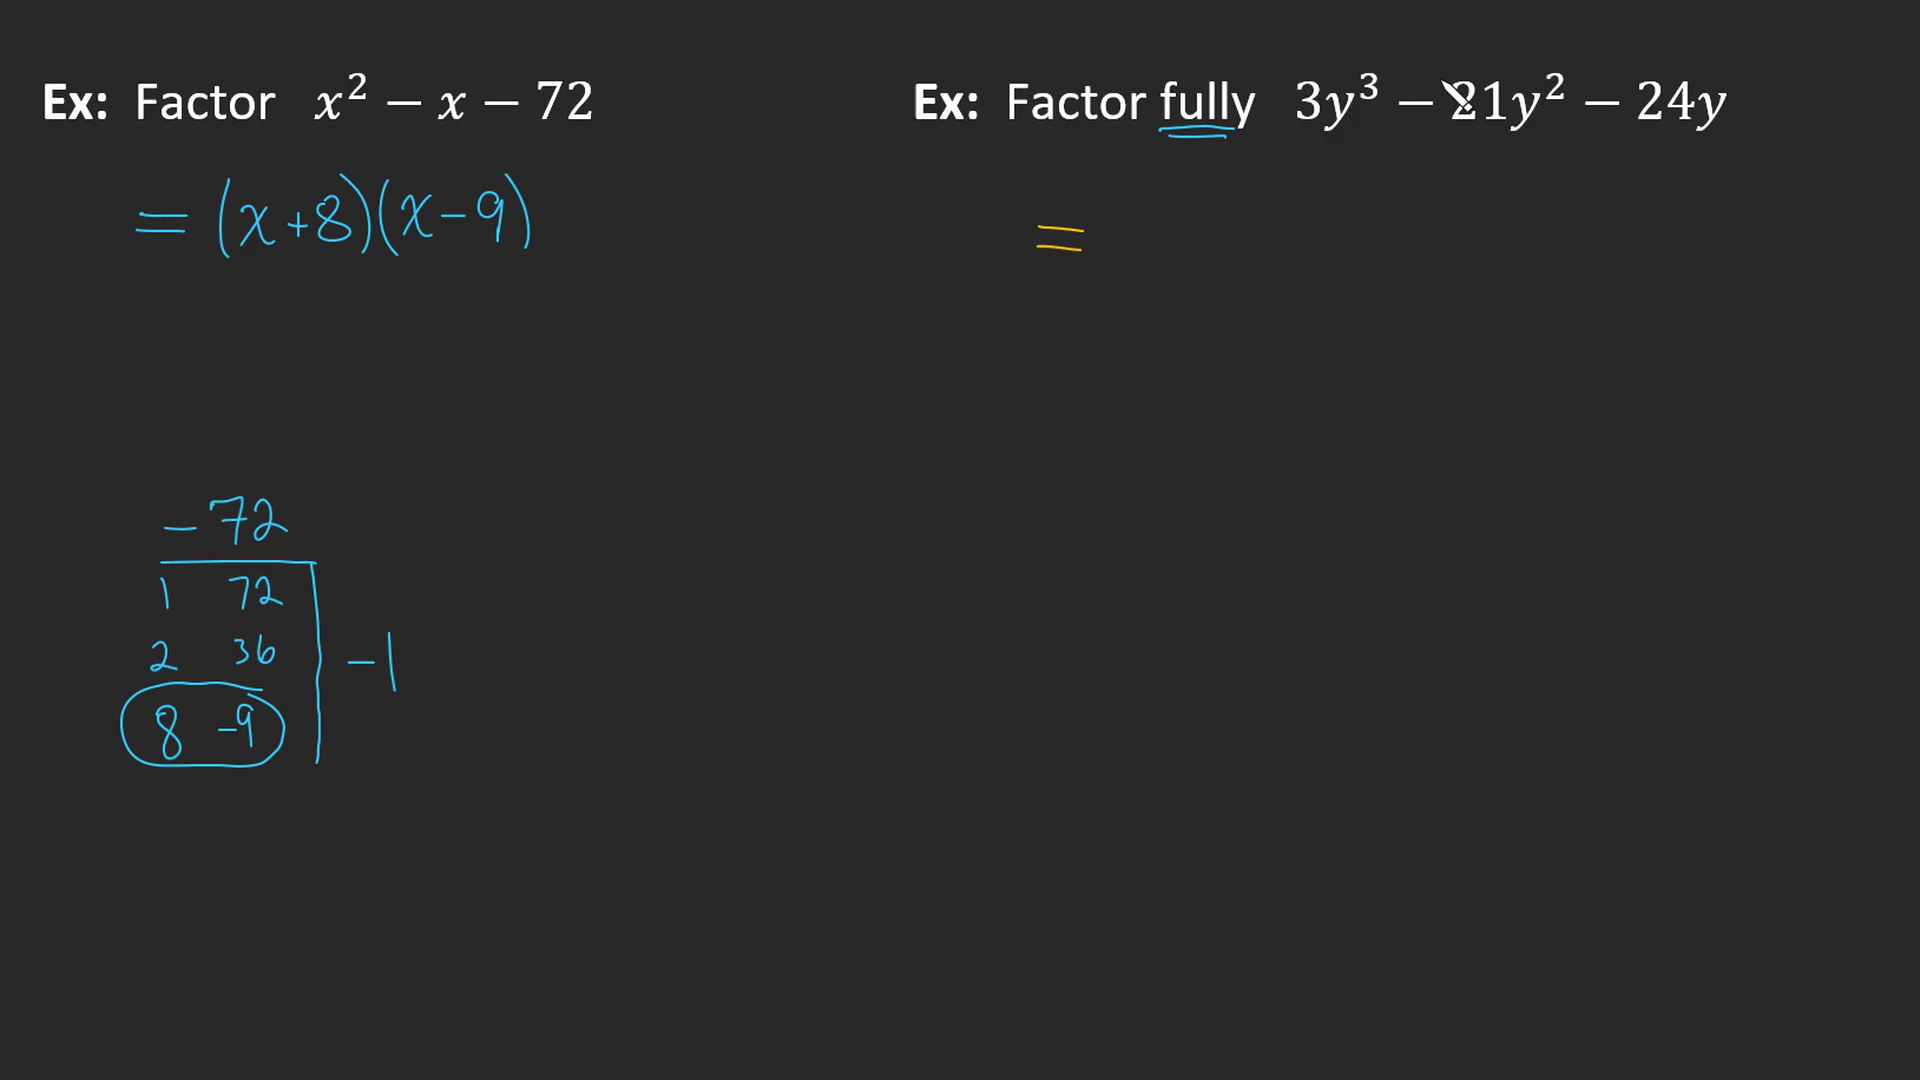 Ex: Factor x² − x − 72
= (x+8)(x−9)
−72
1 72
2 36 −1
8 −9
Ex: Factor fully 3y³ − 21y² − 24y
=